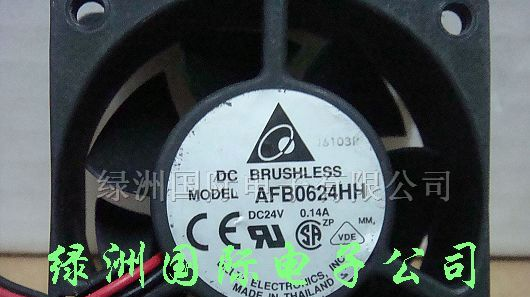 16103R
DC BRUSHLESS
MODEL AFB0624HH
DC24V 0.14A
ZP
MM,
VDE
ELECTRONICS, INC.
MADE IN THAILAND
绿洲国际电子有限公司
绿洲国际电子公司